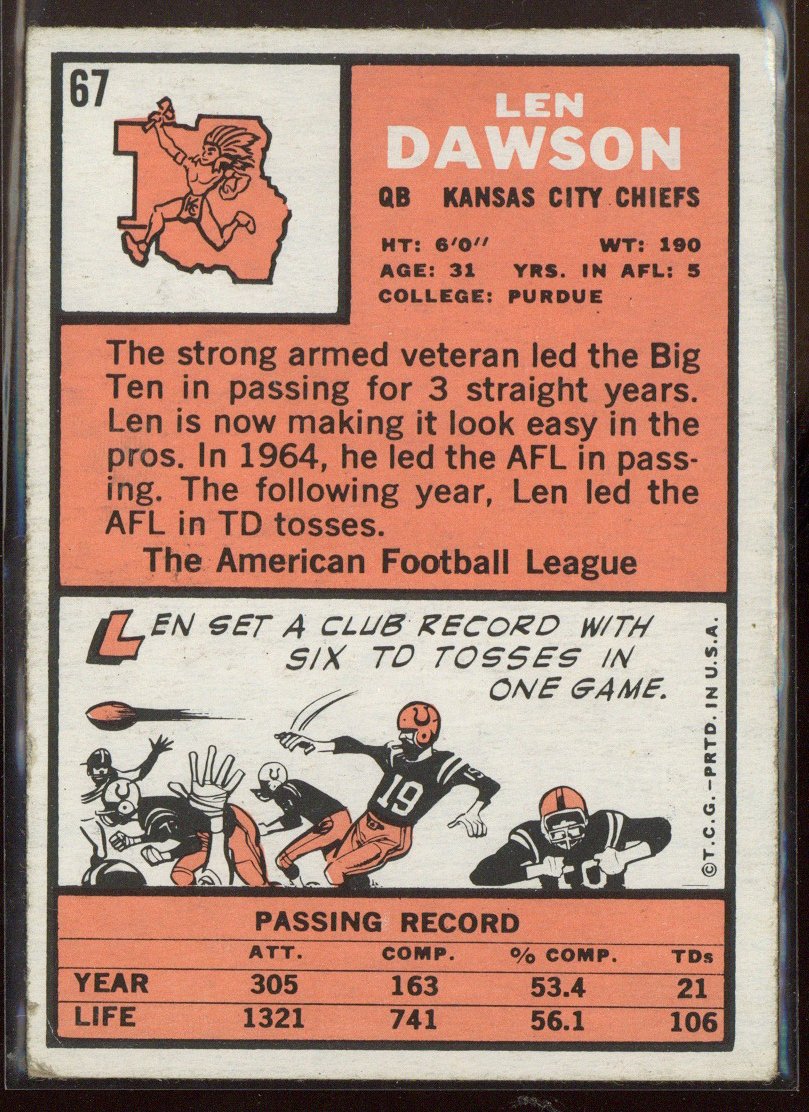 67
LEN
DAWSON
QB KANSAS CITY CHIEFS
HT: 6'0" WT: 190
AGE: 31 YRS. IN AFL: 5
COLLEGE: PURDUE
KC
The strong armed veteran led the Big
Ten in passing for 3 straight years.
Len is now making it look easy in the
pros. In 1964, he led the AFL in pass-
ing. The following year, Len led the
AFL in TD tosses.
The American Football League
LEN SET A CLUB RECORD WITH
SIX TD TOSSES IN
ONE GAME.
19
19
©T.C.G.–PRTD. IN U.S.A.
PASSING RECORD
ATT. COMP. % COMP. TDs
YEAR 305 163 53.4 21
LIFE 1321 741 56.1 106